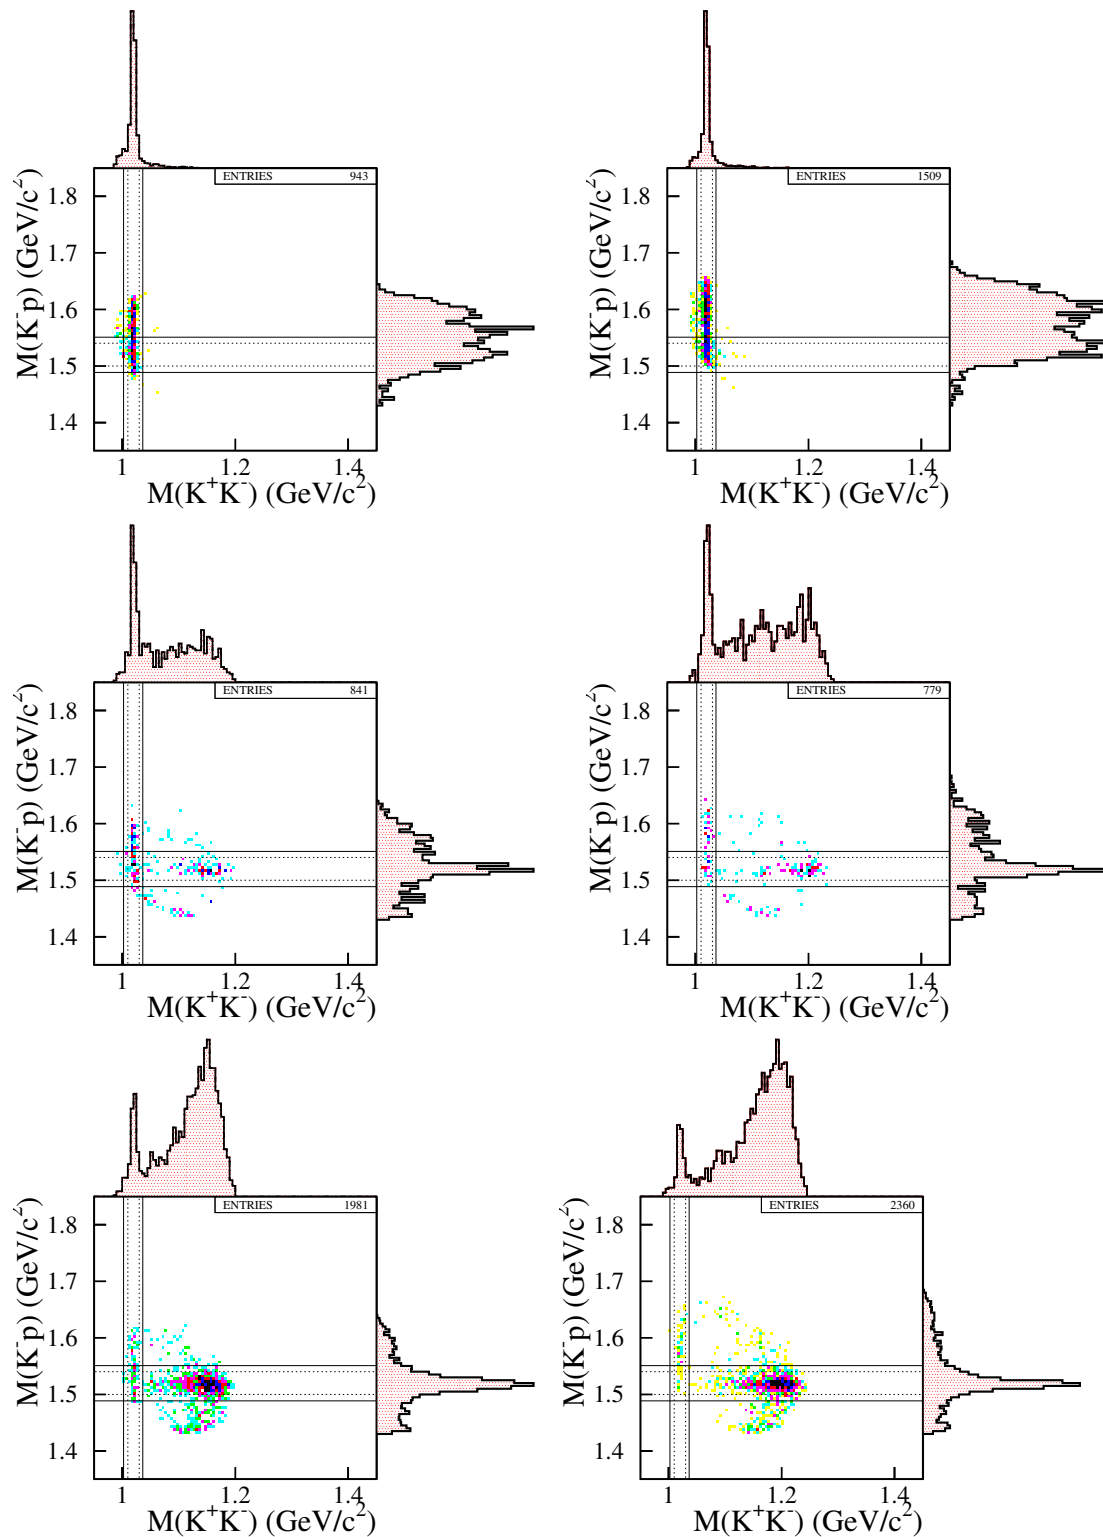 ENTRIES 943
1.8
1.7
1.6
1.5
1.4
M(K⁻p) (GeV/c²)
1 1.2 1.4
M(K⁺K⁻) (GeV/c²)
ENTRIES 1509
1.8
1.7
1.6
1.5
1.4
M(K⁻p) (GeV/c²)
1 1.2 1.4
M(K⁺K⁻) (GeV/c²)
ENTRIES 841
1.8
1.7
1.6
1.5
1.4
M(K⁻p) (GeV/c²)
1 1.2 1.4
M(K⁺K⁻) (GeV/c²)
ENTRIES 779
1.8
1.7
1.6
1.5
1.4
M(K⁻p) (GeV/c²)
1 1.2 1.4
M(K⁺K⁻) (GeV/c²)
ENTRIES 1981
1.8
1.7
1.6
1.5
1.4
M(K⁻p) (GeV/c²)
1 1.2 1.4
M(K⁺K⁻) (GeV/c²)
ENTRIES 2360
1.8
1.7
1.6
1.5
1.4
M(K⁻p) (GeV/c²)
1 1.2 1.4
M(K⁺K⁻) (GeV/c²)